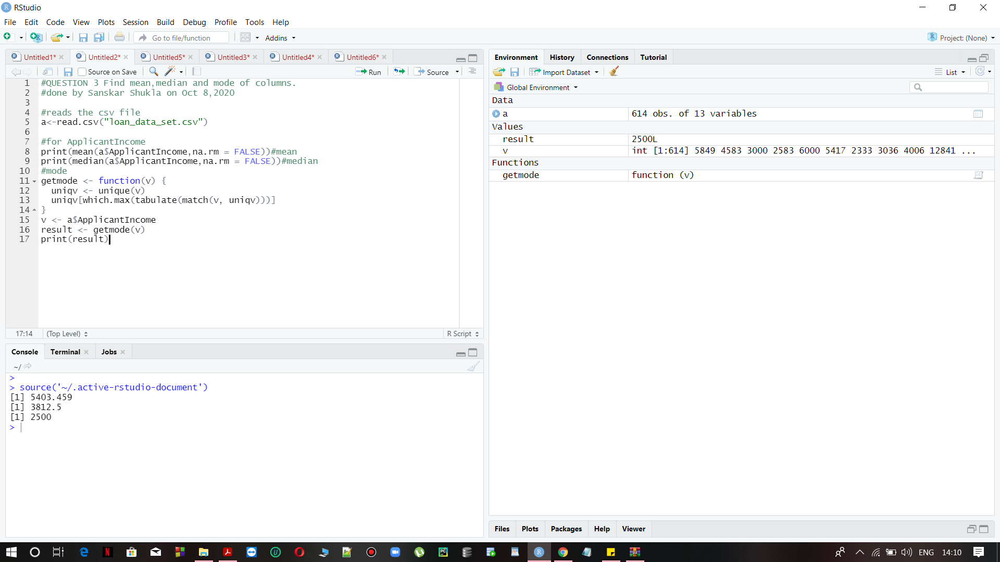 RStudio
File Edit Code View Plots Session Build Debug Profile Tools Help
Go to file/function Addins Project: (None)
Untitled1* Untitled2* Untitled5* Untitled3* Untitled4* Untitled6*
Source on Save Run Source
1 #QUESTION 3 Find mean,median and mode of columns.
2 #done by Sanskar Shukla on Oct 8,2020
3
4 #reads the csv file
5 a<-read.csv("loan_data_set.csv")
6
7 #for ApplicantIncome
8 print(mean(a$ApplicantIncome,na.rm = FALSE))#mean
9 print(median(a$ApplicantIncome,na.rm = FALSE))#median
10 #mode
11 getmode <- function(v) {
12 uniqv <- unique(v)
13 uniqv[which.max(tabulate(match(v, uniqv)))]
14 }
15 v <- a$ApplicantIncome
16 result <- getmode(v)
17 print(result)
17:14 (Top Level) R Script
Console Terminal Jobs
~/
>
> source('~/.active-rstudio-document')
[1] 5403.459
[1] 3812.5
[1] 2500
>
Environment History Connections Tutorial
Import Dataset List
Global Environment
Data
a 614 obs. of 13 variables
Values
result 2500L
v int [1:614] 5849 4583 3000 2583 6000 5417 2333 3036 4006 12841 ...
Functions
getmode function (v)
Files Plots Packages Help Viewer
ENG 14:10